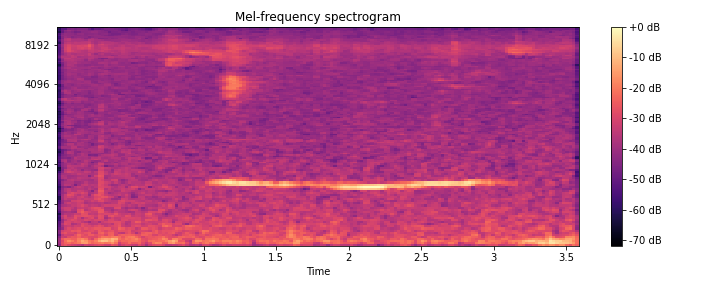 Mel-frequency spectrogram
+0 dB
8192
-10 dB
4096
-20 dB
2048
-30 dB
Hz
1024
-40 dB
512
-50 dB
-60 dB
0
-70 dB
0 0.5 1 1.5 2 2.5 3 3.5
Time